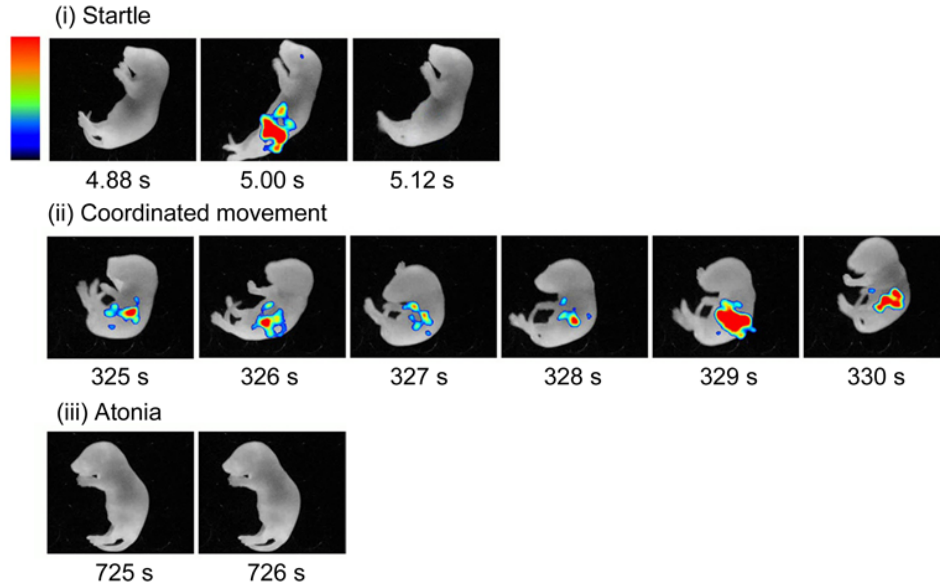 (i) Startle
4.88 s 5.00 s 5.12 s
(ii) Coordinated movement
325 s 326 s 327 s 328 s 329 s 330 s
(iii) Atonia
725 s 726 s